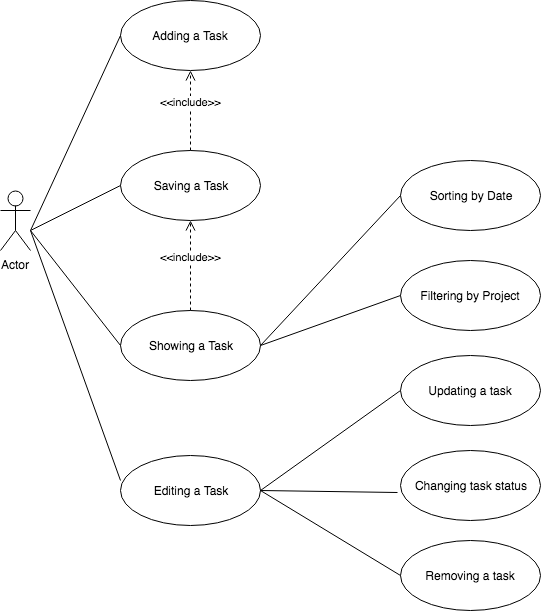 Adding a Task
<<include>>
Saving a Task
Sorting by Date
Actor
<<include>>
Filtering by Project
Showing a Task
Updating a task
Editing a Task
Changing task status
Removing a task